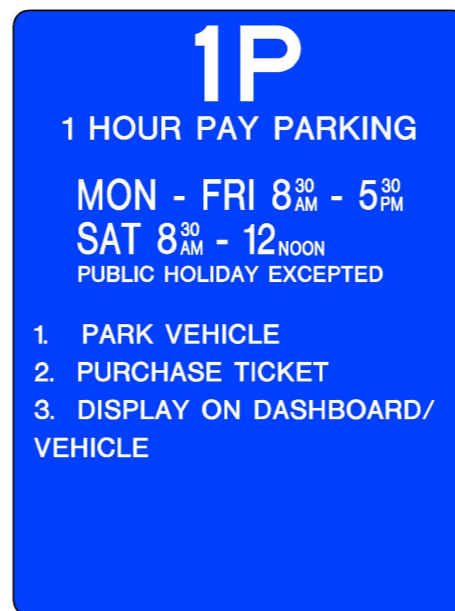 1P
1 HOUR PAY PARKING
MON - FRI 8 30 AM - 5 30 PM
SAT 8 30 AM - 12 NOON
PUBLIC HOLIDAY EXCEPTED
1. PARK VEHICLE
2. PURCHASE TICKET
3. DISPLAY ON DASHBOARD/
VEHICLE